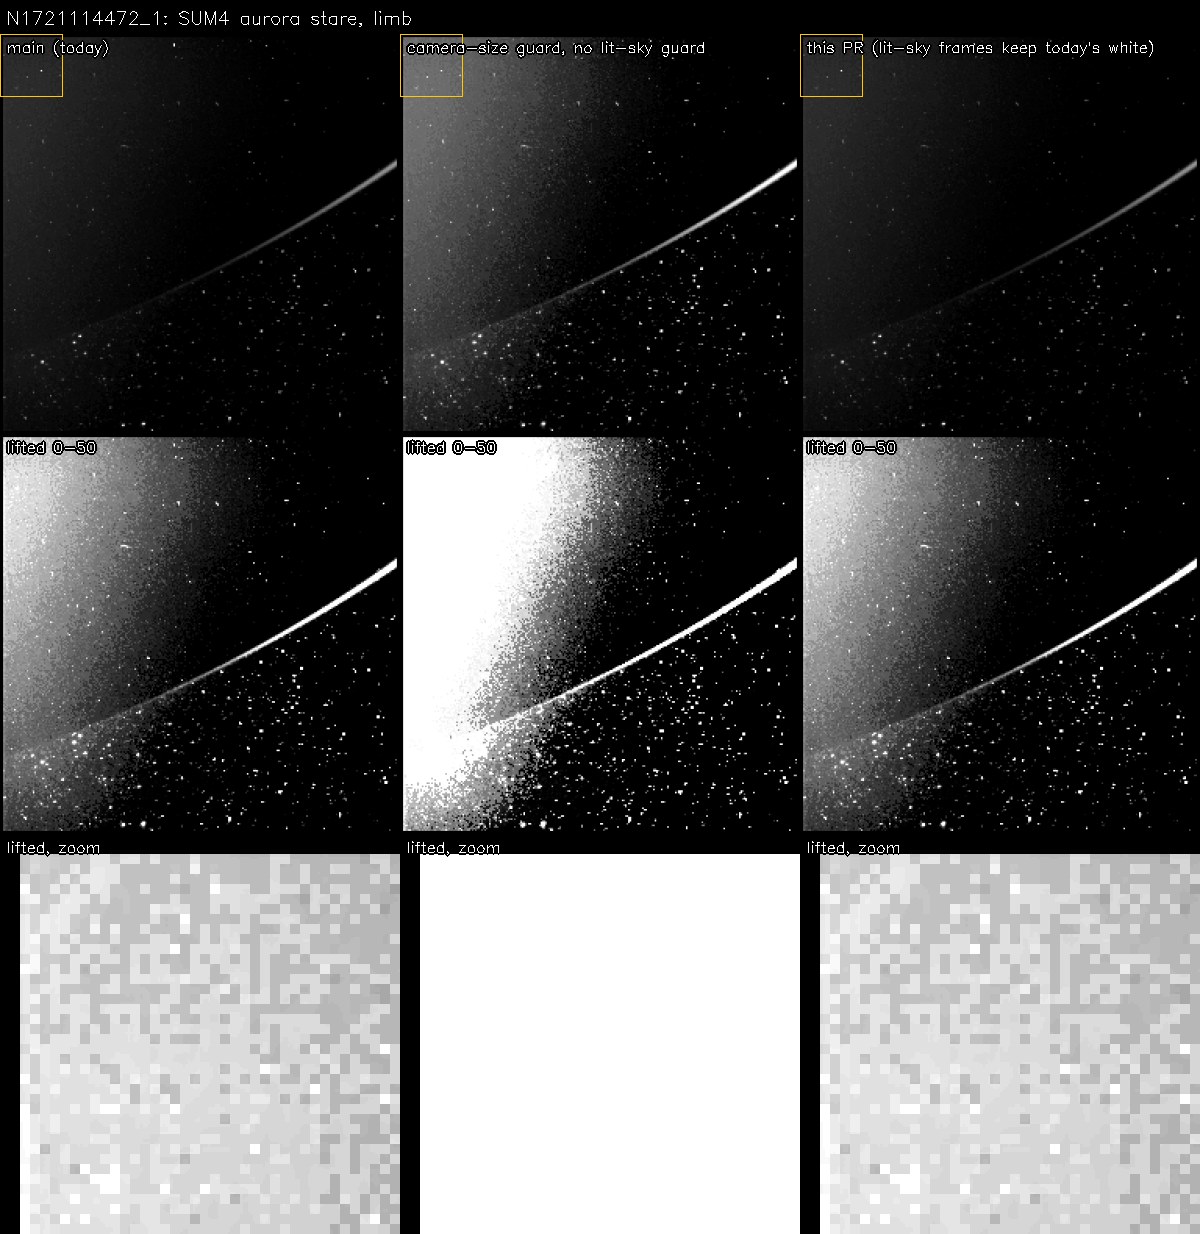 N1721114472_1: SUM4 aurora stare, limb
main (today)
camera-size guard, no lit-sky guard
this PR (lit-sky frames keep today's white)
lifted 0-50
lifted 0-50
lifted 0-50
lifted, zoom
lifted, zoom
lifted, zoom